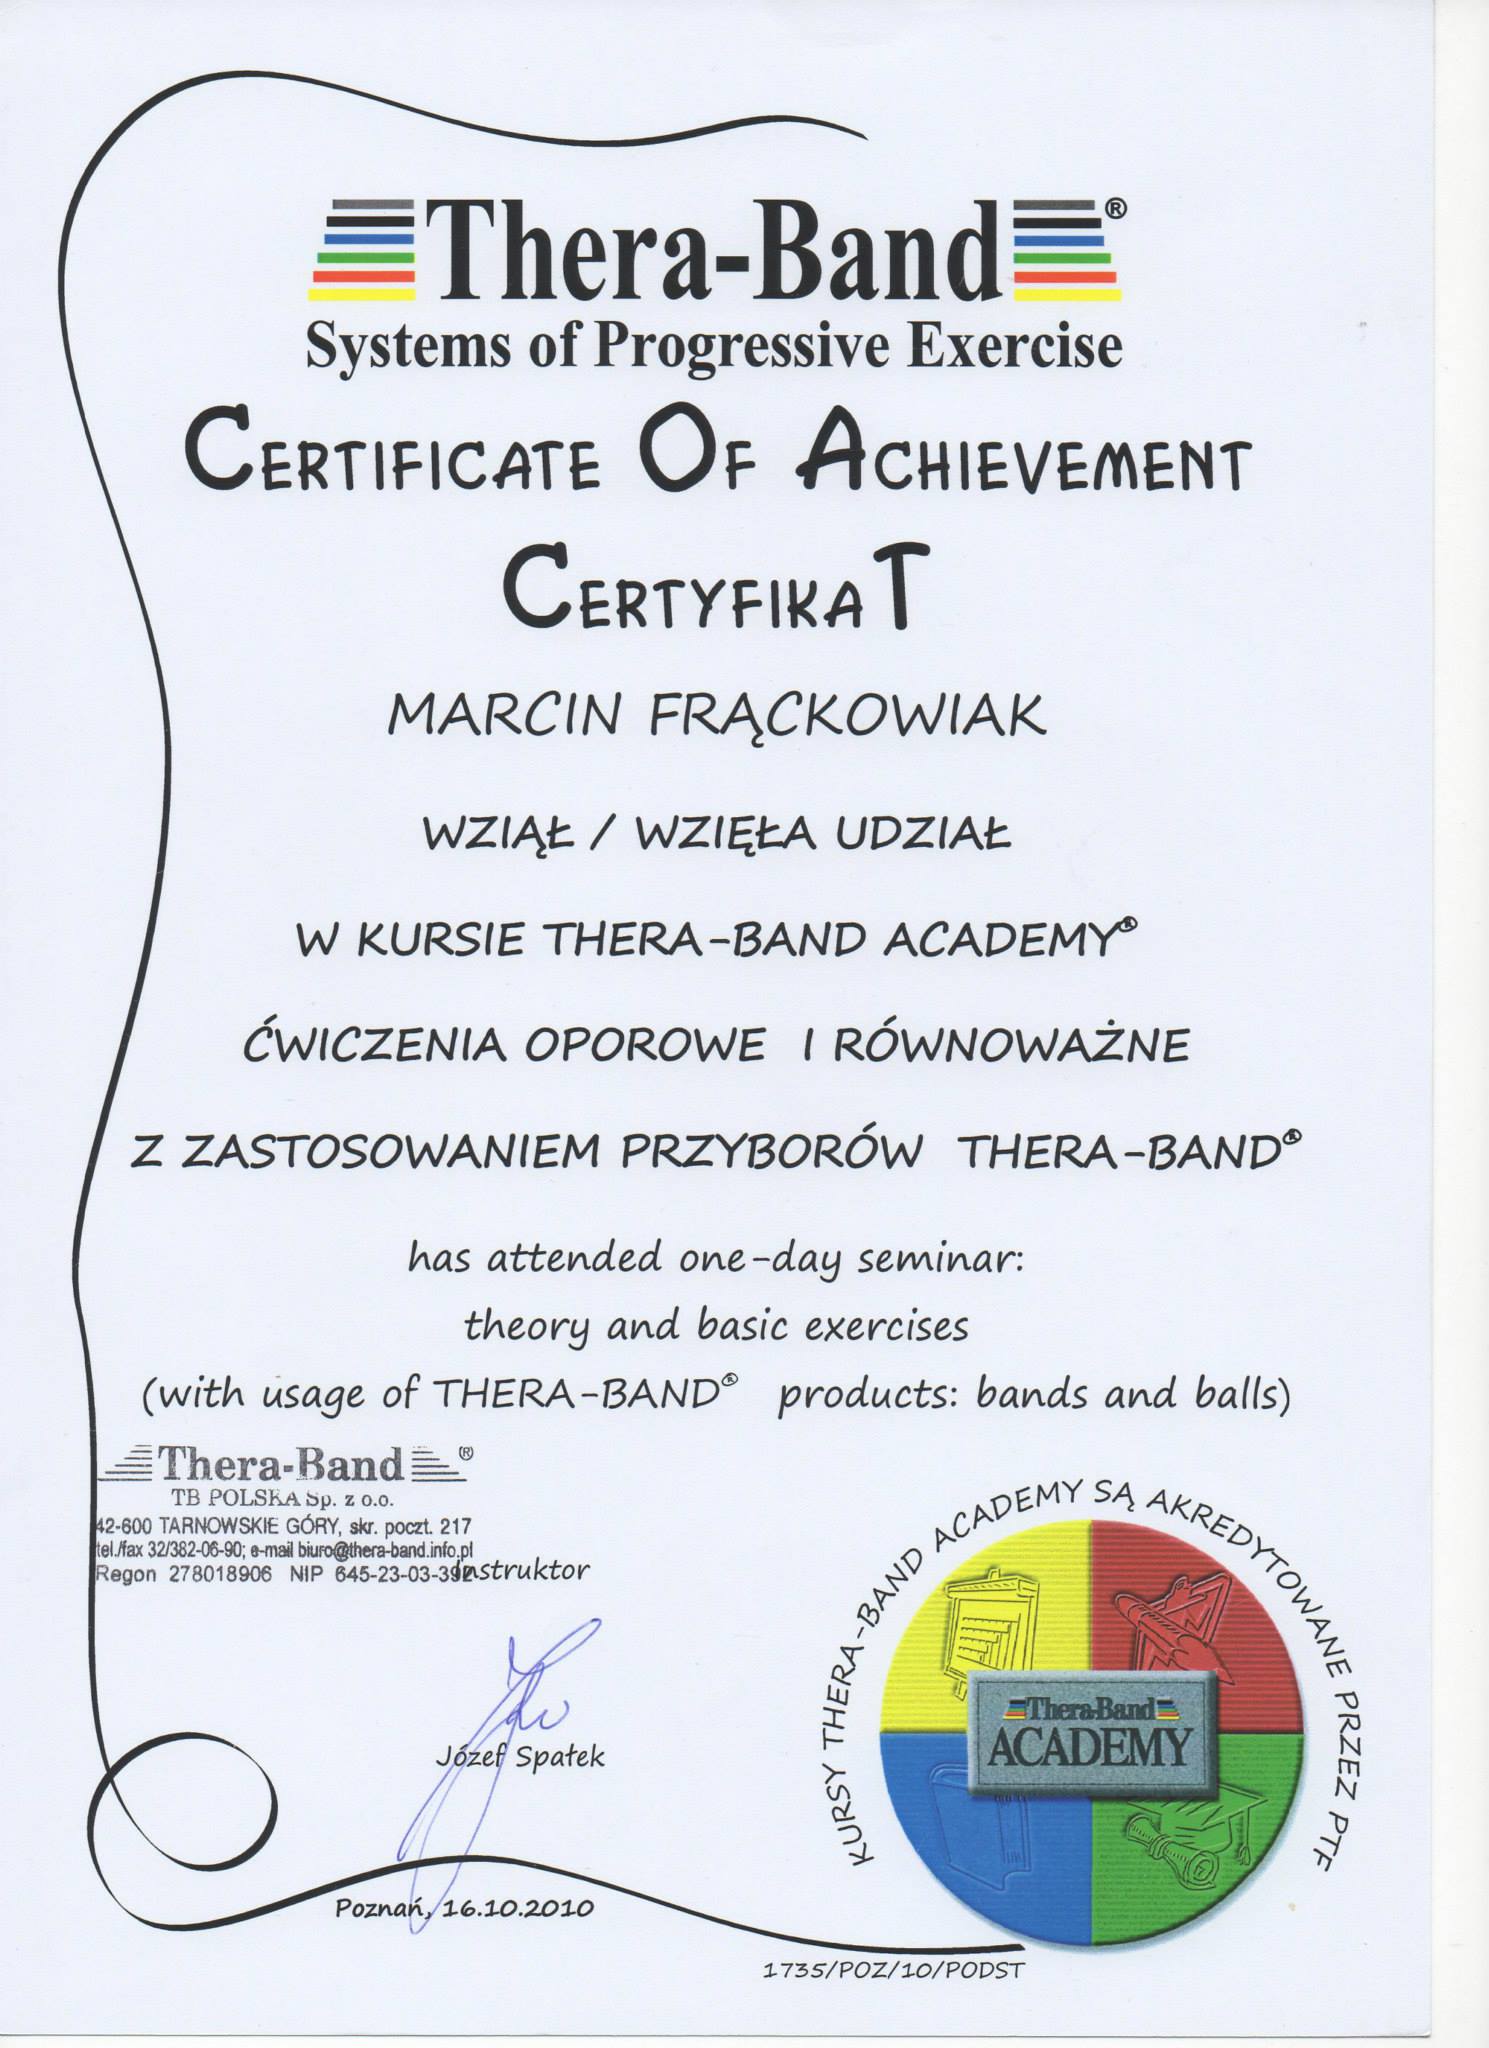 Thera-Band®
Systems of Progressive Exercise
CERTIFICATE OF ACHIEVEMENT
CERTYFIKAT
MARCIN FRĄCKOWIAK
WZIĄŁ / WZIĘŁA UDZIAŁ
W KURSIE THERA-BAND ACADEMY®
ĆWICZENIA OPOROWE I RÓWNOWAŻNE
Z ZASTOSOWANIEM PRZYBORÓW THERA-BAND®
has attended one-day seminar:
theory and basic exercises
(with usage of THERA-BAND® products: bands and balls)
Thera-Band®
TB POLSKA Sp. z o.o.
42-600 TARNOWSKIE GÓRY, skr. poczt. 217
tel./fax 32/382-06-90; e-mail biuro@thera-band.info.pl
Regon 278018906 NIP 645-23-03-392
Instruktor
Józef Spałek
Poznań, 16.10.2010
KURSY THERA-BAND ACADEMY SĄ AKREDYTOWANE PRZEZ PTF
Thera-Band
ACADEMY
1735/POZ/10/PODST